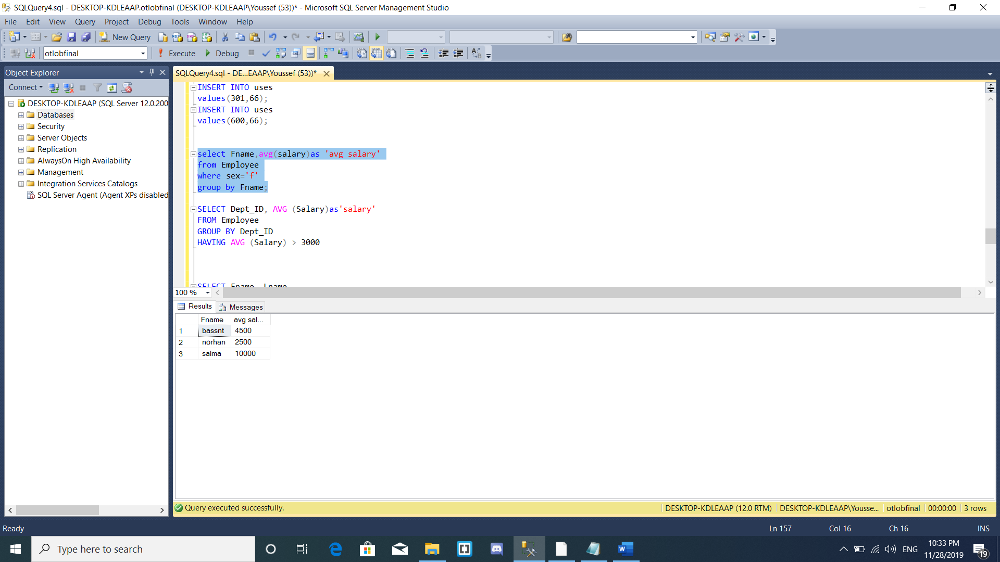 SQLQuery4.sql - DESKTOP-KDLEAAP.otlobfinal (DESKTOP-KDLEAAP\Youssef (53))* - Microsoft SQL Server Management Studio
File Edit View Query Project Debug Tools Window Help
New Query
otlobfinal Execute Debug
Object Explorer
Connect
DESKTOP-KDLEAAP (SQL Server 12.0.200
Databases
Security
Server Objects
Replication
AlwaysOn High Availability
Management
Integration Services Catalogs
SQL Server Agent (Agent XPs disabled
SQLQuery4.sql - DE...EAAP\Youssef (53))*
INSERT INTO uses
values(301,66);
INSERT INTO uses
values(600,66);
select Fname,avg(salary)as 'avg salary'
from Employee
where sex='f'
group by Fname;
SELECT Dept_ID, AVG (Salary)as'salary'
FROM Employee
GROUP BY Dept_ID
HAVING AVG (Salary) > 3000
SELECT Fname, Lname
100 %
Results Messages
Fname avg sal...
1 bassnt 4500
2 norhan 2500
3 salma 10000
Query executed successfully.
DESKTOP-KDLEAAP (12.0 RTM) DESKTOP-KDLEAAP\Yousse... otlobfinal 00:00:00 3 rows
Ready Ln 157 Col 16 Ch 16 INS
Type here to search
ENG 10:33 PM
11/28/2019
19